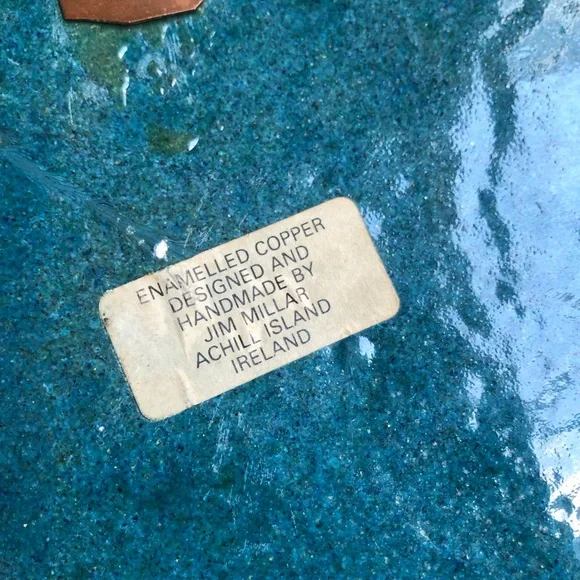 ENAMELLED COPPER
DESIGNED AND
HANDMADE BY
JIM MILLAR
ACHILL ISLAND
IRELAND